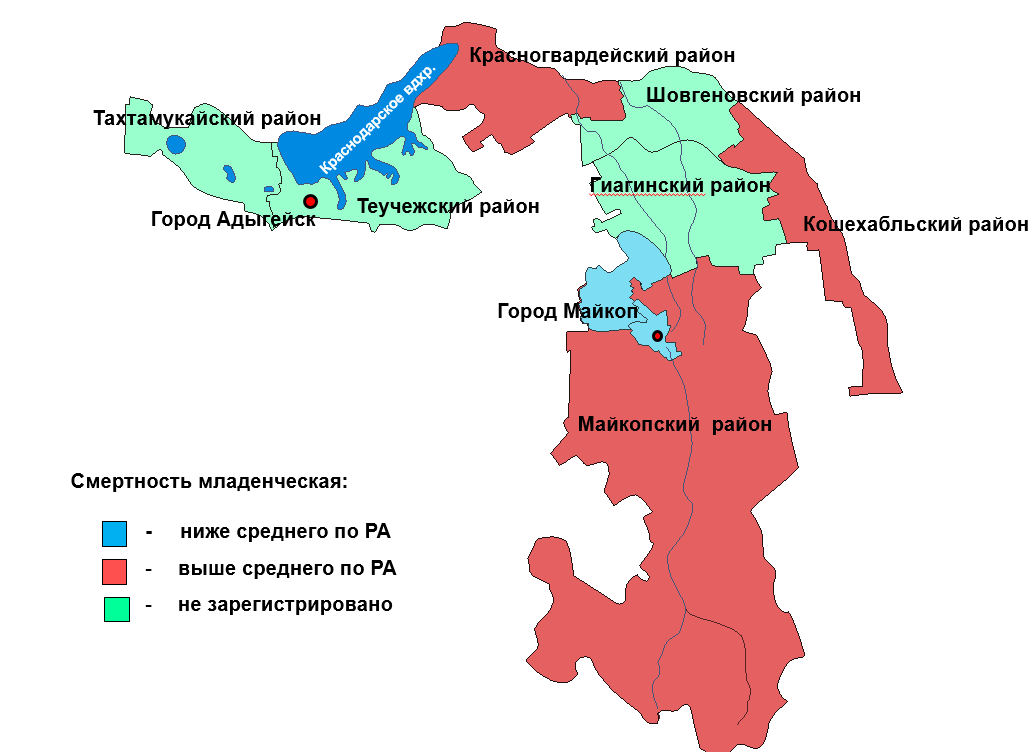 Красногвардейский район
Краснодарское вдхр.
Шовгеновский район
Тахтамукайский район
Гиагинский район
Теучежский район
Город Адыгейск
Кошехабльский район
Город Майкоп
Майкопский район
Смертность младенческая:
- ниже среднего по РА
- выше среднего по РА
- не зарегистрировано